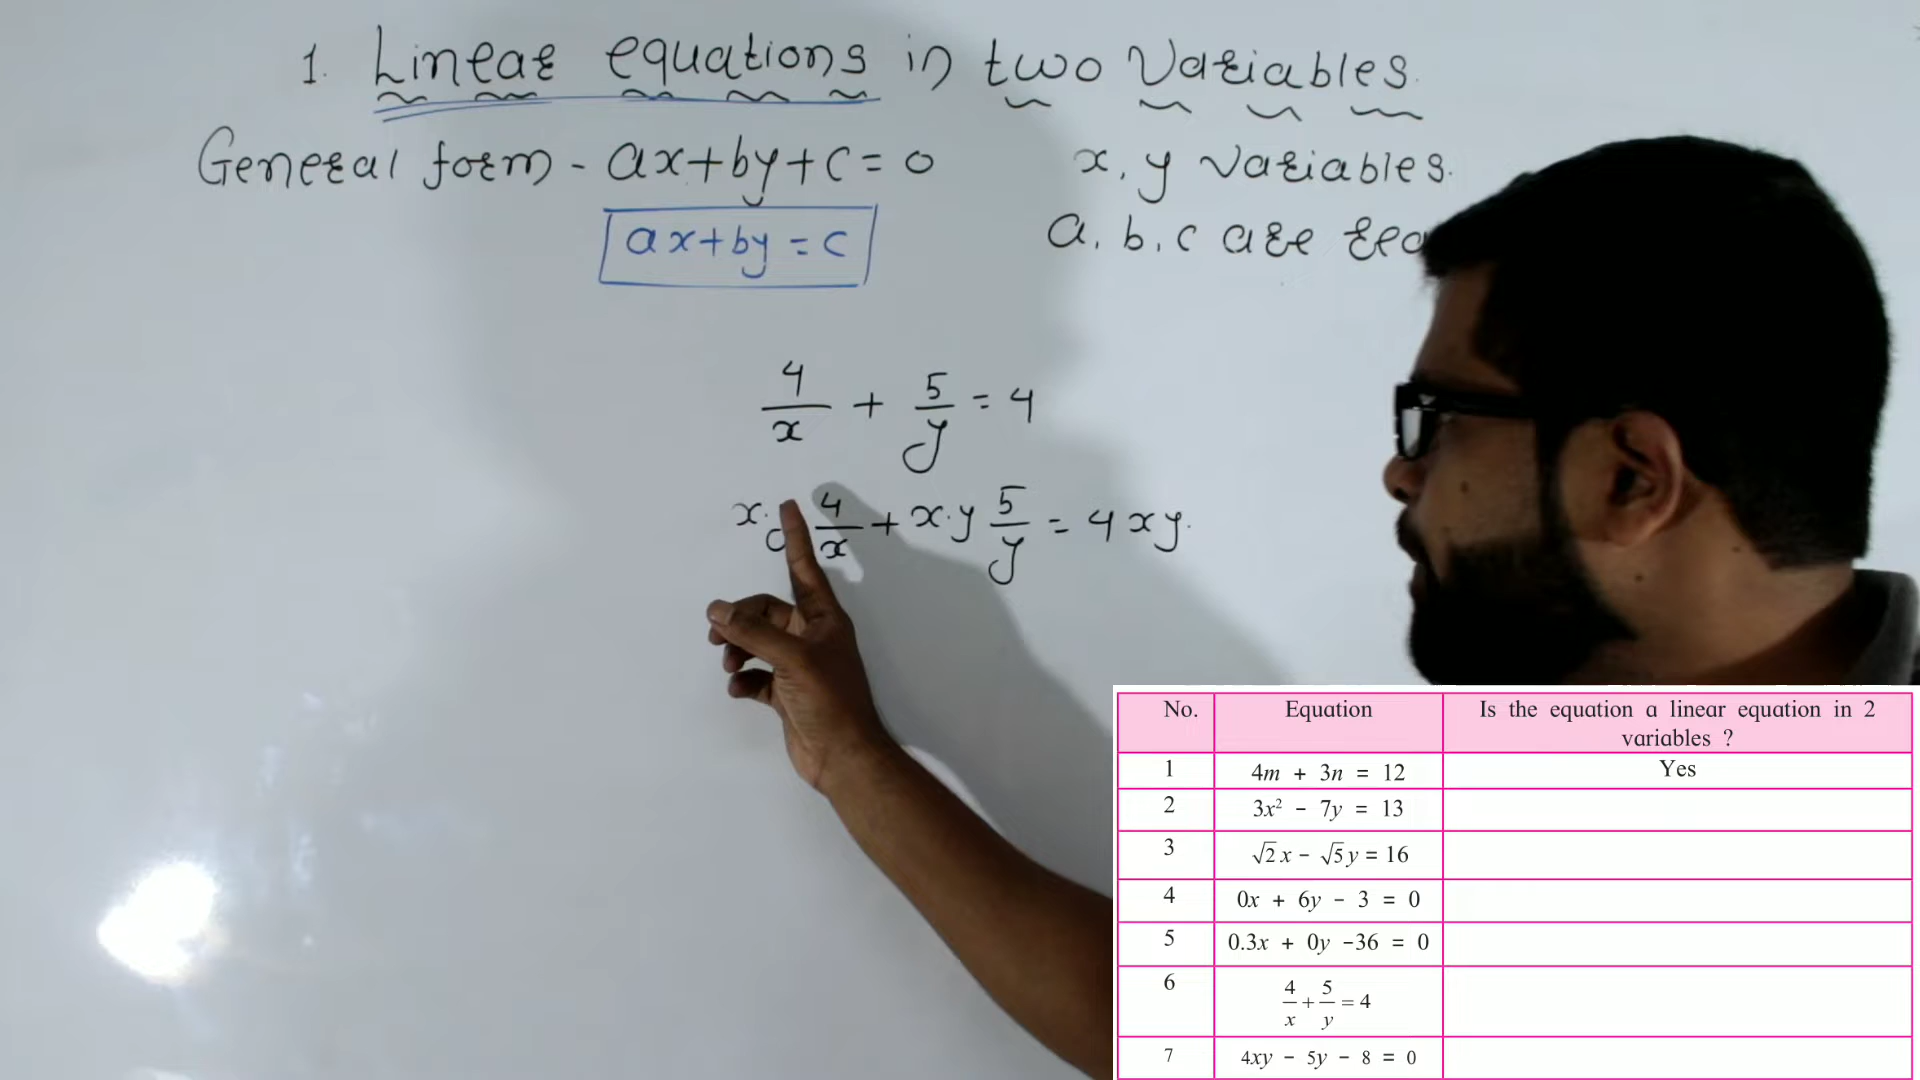 1. Linear equations in two Variables.
General form - ax+by+c=0
x, y variables.
ax+by=c
a, b, c are
4/x + 5/y = 4
x. 4/x + x.y 5/y = 4xy.
No. Equation Is the equation a linear equation in 2 variables ?
1 4m + 3n = 12 Yes
2 3x² − 7y = 13
3 √2x − √5y = 16
4 0x + 6y − 3 = 0
5 0.3x + 0y −36 = 0
6 4/x + 5/y = 4
7 4xy − 5y − 8 = 0